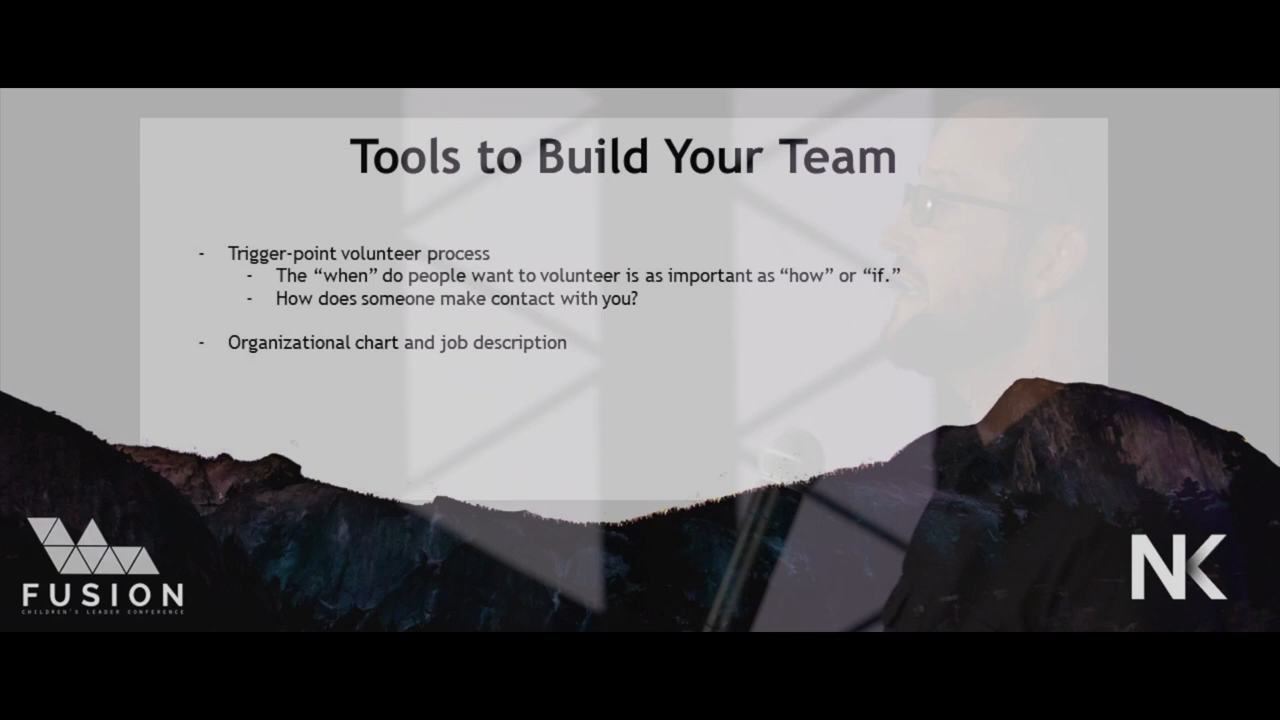 Tools to Build Your Team
- Trigger-point volunteer process
- The “when” do people want to volunteer is as important as “how” or “if.”
- How does someone make contact with you?
- Organizational chart and job description
FUSION
CHILDREN'S LEADER CONFERENCE
NK